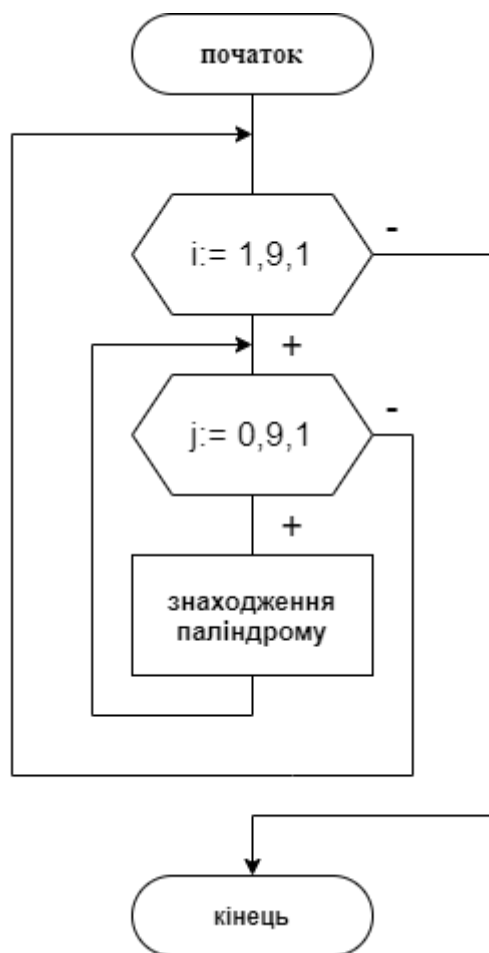 початок
i:= 1,9,1
-
+
j:= 0,9,1
-
+
знаходження
паліндрому
кінець